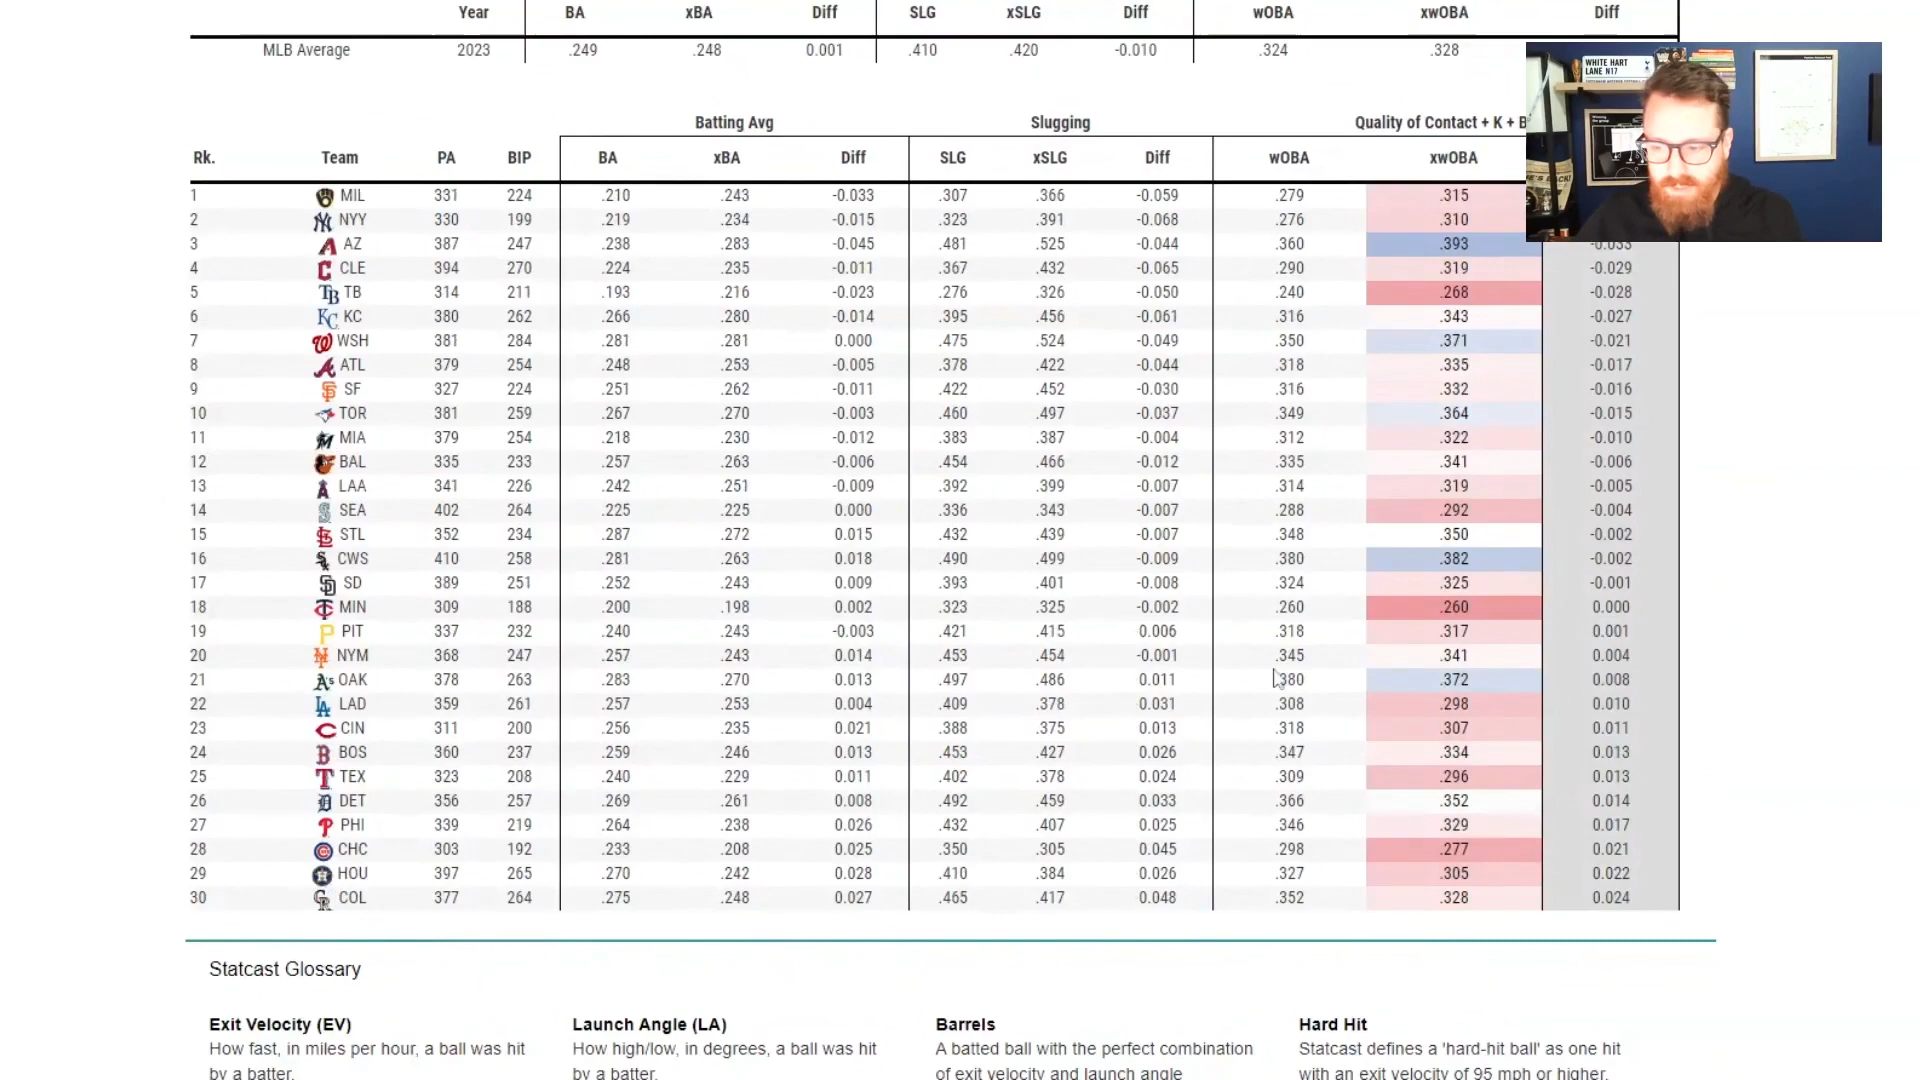 Year BA xBA Diff SLG xSLG Diff wOBA xwOBA Diff
MLB Average 2023 .249 .248 0.001 .410 .420 -0.010 .324 .328
WHITE HART
LANE N17
Batting Avg Slugging Quality of Contact + K + B
Rk. Team PA BIP BA xBA Diff SLG xSLG Diff wOBA xwOBA
1 MIL 331 224 .210 .243 -0.033 .307 .366 -0.059 .279 .315
2 NYY 330 199 .219 .234 -0.015 .323 .391 -0.068 .276 .310
3 AZ 387 247 .238 .283 -0.045 .481 .525 -0.044 .360 .393 -0.033
4 CLE 394 270 .224 .235 -0.011 .367 .432 -0.065 .290 .319 -0.029
5 TB 314 211 .193 .216 -0.023 .276 .326 -0.050 .240 .268 -0.028
6 KC 380 262 .266 .280 -0.014 .395 .456 -0.061 .316 .343 -0.027
7 WSH 381 284 .281 .281 0.000 .475 .524 -0.049 .350 .371 -0.021
8 ATL 379 254 .248 .253 -0.005 .378 .422 -0.044 .318 .335 -0.017
9 SF 327 224 .251 .262 -0.011 .422 .452 -0.030 .316 .332 -0.016
10 TOR 381 259 .267 .270 -0.003 .460 .497 -0.037 .349 .364 -0.015
11 MIA 379 254 .218 .230 -0.012 .383 .387 -0.004 .312 .322 -0.010
12 BAL 335 233 .257 .263 -0.006 .454 .466 -0.012 .335 .341 -0.006
13 LAA 341 226 .242 .251 -0.009 .392 .399 -0.007 .314 .319 -0.005
14 SEA 402 264 .225 .225 0.000 .336 .343 -0.007 .288 .292 -0.004
15 STL 352 234 .287 .272 0.015 .432 .439 -0.007 .348 .350 -0.002
16 CWS 410 258 .281 .263 0.018 .490 .499 -0.009 .380 .382 -0.002
17 SD 389 251 .252 .243 0.009 .393 .401 -0.008 .324 .325 -0.001
18 MIN 309 188 .200 .198 0.002 .323 .325 -0.002 .260 .260 0.000
19 PIT 337 232 .240 .243 -0.003 .421 .415 0.006 .318 .317 0.001
20 NYM 368 247 .257 .243 0.014 .453 .454 -0.001 .345 .341 0.004
21 OAK 378 263 .283 .270 0.013 .497 .486 0.011 .380 .372 0.008
22 LAD 359 261 .257 .253 0.004 .409 .378 0.031 .308 .298 0.010
23 CIN 311 200 .256 .235 0.021 .388 .375 0.013 .318 .307 0.011
24 BOS 360 237 .259 .246 0.013 .453 .427 0.026 .347 .334 0.013
25 TEX 323 208 .240 .229 0.011 .402 .378 0.024 .309 .296 0.013
26 DET 356 257 .269 .261 0.008 .492 .459 0.033 .366 .352 0.014
27 PHI 339 219 .264 .238 0.026 .432 .407 0.025 .346 .329 0.017
28 CHC 303 192 .233 .208 0.025 .350 .305 0.045 .298 .277 0.021
29 HOU 397 265 .270 .242 0.028 .410 .384 0.026 .327 .305 0.022
30 COL 377 264 .275 .248 0.027 .465 .417 0.048 .352 .328 0.024
Statcast Glossary
Exit Velocity (EV)
How fast, in miles per hour, a ball was hit
by a batter.
Launch Angle (LA)
How high/low, in degrees, a ball was hit
by a batter.
Barrels
A batted ball with the perfect combination
of exit velocity and launch angle
Hard Hit
Statcast defines a 'hard-hit ball' as one hit
with an exit velocity of 95 mph or higher.